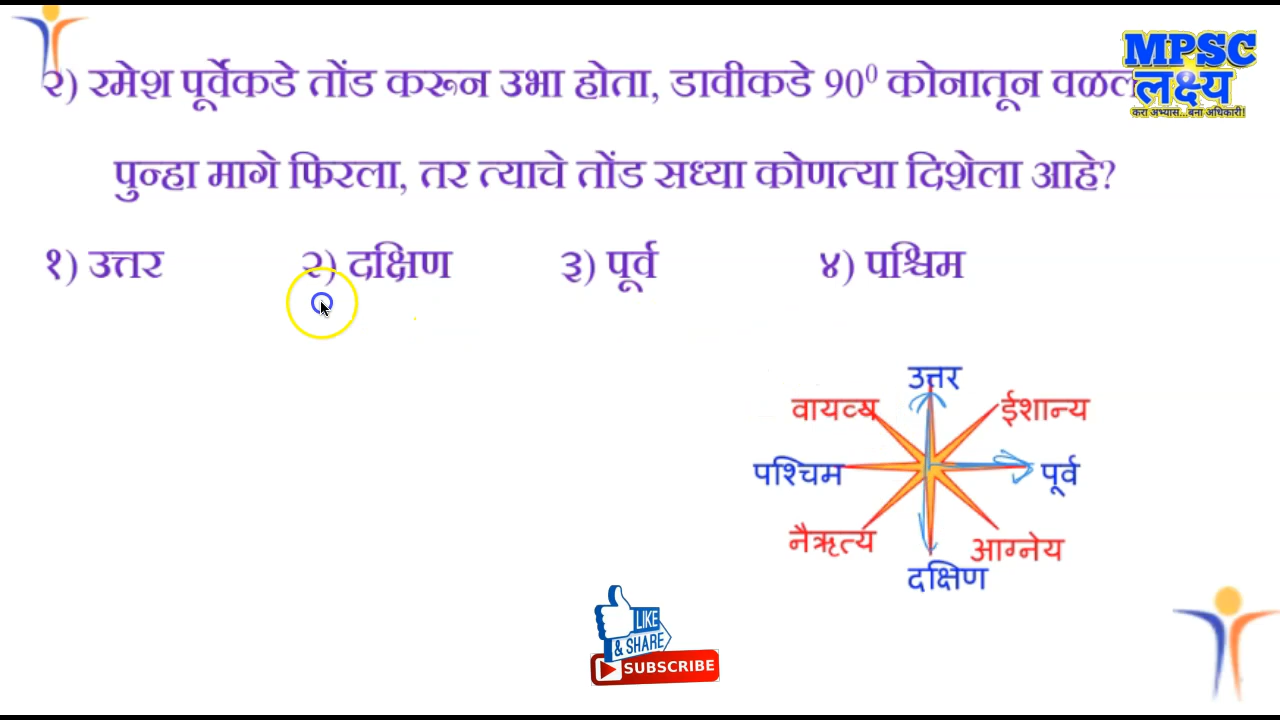 २) रमेश पूर्वेकडे तोंड करून उभा होता, डावीकडे 90⁰ कोनातून
पुन्हा मागे फिरला, तर त्याचे तोंड सध्या कोणत्या दिशेला आहे?
१) उत्तर २) दक्षिण ३) पूर्व ४) पश्चिम
MPSC
लक्ष्य
करा अभ्यास...बना अधिकारी!
उत्तर
वायव्य ईशान्य
पश्चिम पूर्व
नैऋत्य आग्नेय
दक्षिण
LIKE
& SHARE
SUBSCRIBE